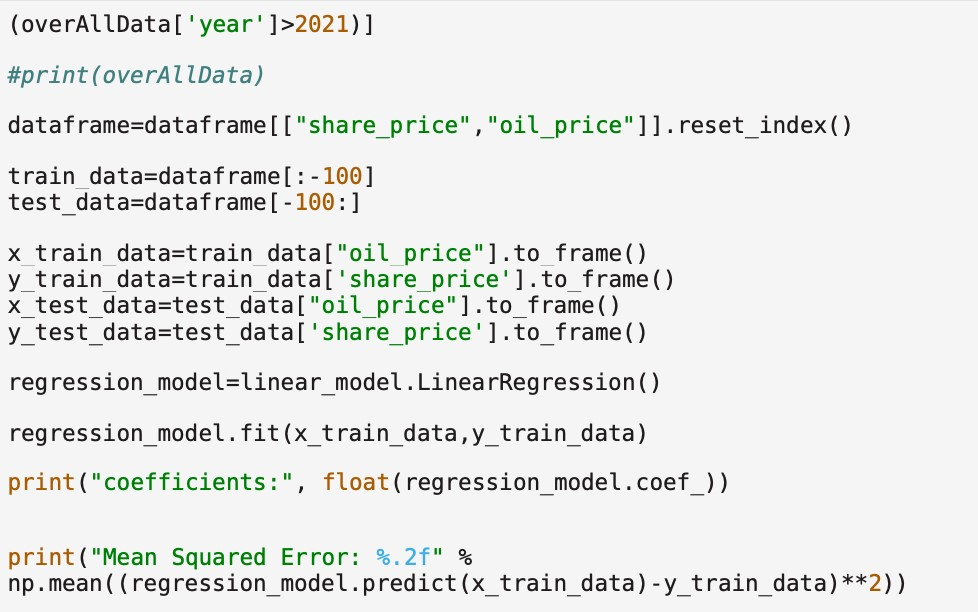 (overAllData['year']>2021)]
#print(overAllData)
dataframe=dataframe[["share_price","oil_price"]].reset_index()
train_data=dataframe[:-100]
test_data=dataframe[-100:]
x_train_data=train_data["oil_price"].to_frame()
y_train_data=train_data['share_price'].to_frame()
x_test_data=test_data["oil_price"].to_frame()
y_test_data=test_data['share_price'].to_frame()
regression_model=linear_model.LinearRegression()
regression_model.fit(x_train_data,y_train_data)
print("coefficients:", float(regression_model.coef_))
print("Mean Squared Error: %.2f" %
np.mean((regression_model.predict(x_train_data)-y_train_data)**2))